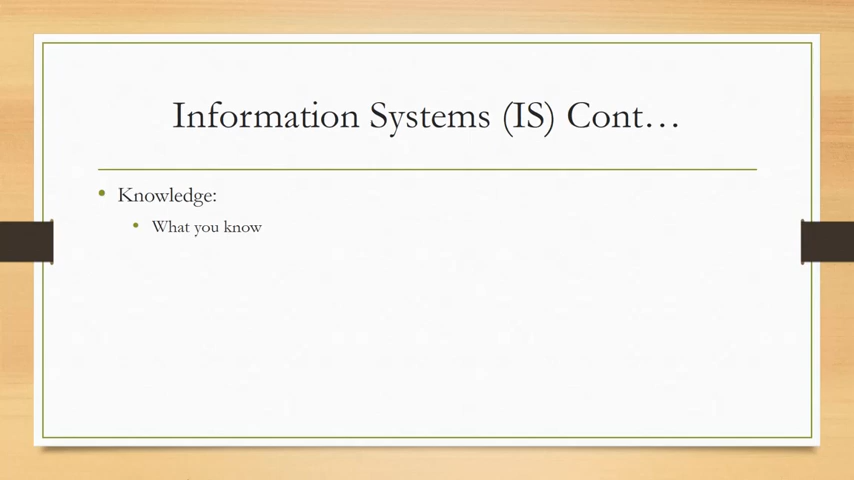 Information Systems (IS) Cont…
• Knowledge:
• What you know